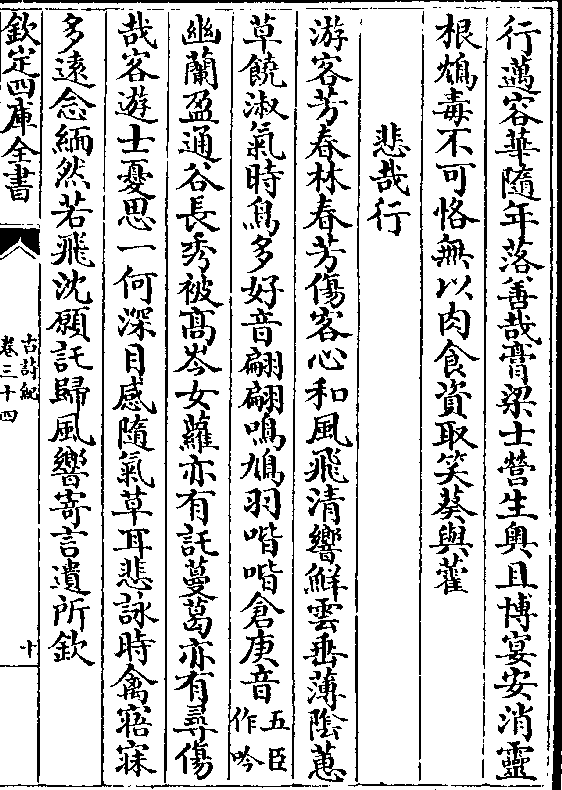 行邁容華隨年落善哉膏粱士營生奧且博宴安消靈
根鴆毒不可恪無以肉食資取笑葵與藿
悲哉行
游客芳春林春芳傷客心和風飛清響鮮雲垂薄陰蕙
草饒淑氣時鳥多好音翩翩鳴鳩羽喈喈倉庚音五臣
作吟
幽蘭盈通谷長秀被髙岑女蘿亦有託蔓葛亦有尋傷
哉客遊士憂思一何深目感隨氣草耳悲詠時禽寤寐
多遠念緬然若飛沈願託歸風響寄言遺所欽
欽定四庫全書
古詩紀
卷三十四
十